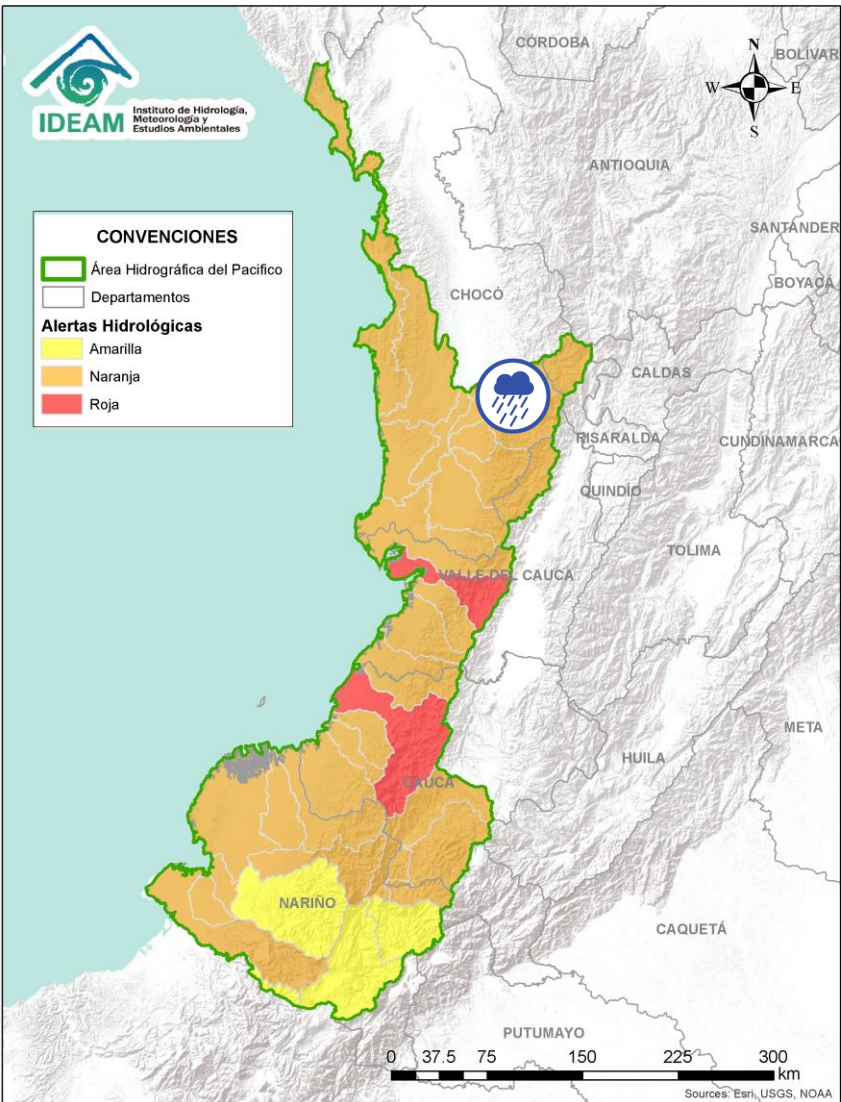 IDEAM
Instituto de Hidrología,
Meteorología y
Estudios Ambientales
CÓRDOBA
BOLIVAR
N
W
E
S
ANTIOQUIA
SANTANDER
BOYACÁ
CONVENCIONES
Área Hidrográfica del Pacifico
Departamentos
Alertas Hidrológicas
Amarilla
Naranja
Roja
CHOCÓ
CALDAS
RISARALDA
CUNDINAMARCA
QUINDÍO
TOLIMA
VALLE DEL CAUCA
META
HUILA
CAUCA
NARIÑO
CAQUETÁ
PUTUMAYO
0 37.5 75 150 225 300
km
Sources: Esri, USGS, NOAA